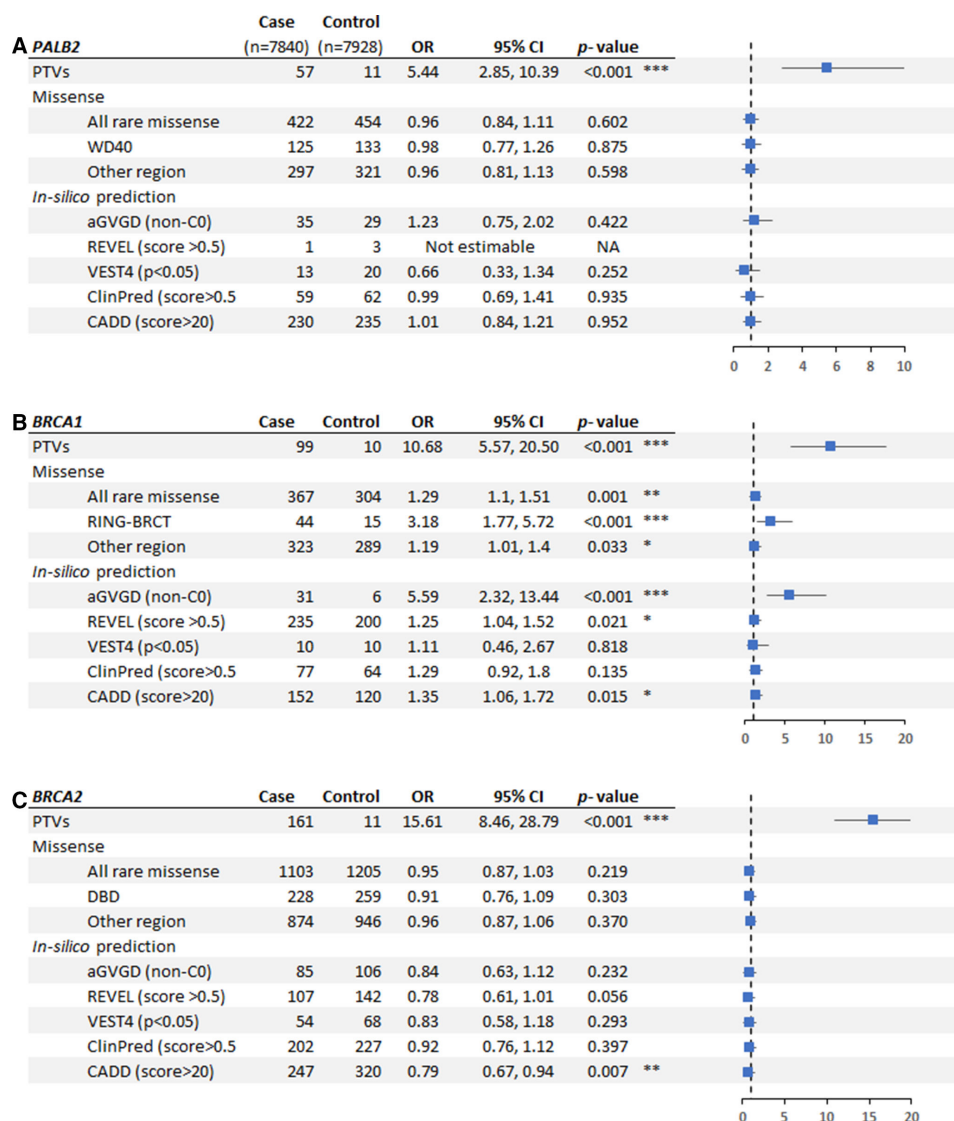 Case Control
A PALB2 (n=7840) (n=7928) OR 95% CI p- value
PTVs 57 11 5.44 2.85, 10.39 <0.001 ***
Missense
All rare missense 422 454 0.96 0.84, 1.11 0.602
WD40 125 133 0.98 0.77, 1.26 0.875
Other region 297 321 0.96 0.81, 1.13 0.598
In-silico prediction
aGVGD (non-C0) 35 29 1.23 0.75, 2.02 0.422
REVEL (score >0.5) 1 3 Not estimable NA
VEST4 (p<0.05) 13 20 0.66 0.33, 1.34 0.252
ClinPred (score>0.5 59 62 0.99 0.69, 1.41 0.935
CADD (score>20) 230 235 1.01 0.84, 1.21 0.952
0 2 4 6 8 10
B BRCA1 Case Control OR 95% CI p- value
PTVs 99 10 10.68 5.57, 20.50 <0.001 ***
Missense
All rare missense 367 304 1.29 1.1, 1.51 0.001 **
RING-BRCT 44 15 3.18 1.77, 5.72 <0.001 ***
Other region 323 289 1.19 1.01, 1.4 0.033 *
In-silico prediction
aGVGD (non-C0) 31 6 5.59 2.32, 13.44 <0.001 ***
REVEL (score >0.5) 235 200 1.25 1.04, 1.52 0.021 *
VEST4 (p<0.05) 10 10 1.11 0.46, 2.67 0.818
ClinPred (score>0.5 77 64 1.29 0.92, 1.8 0.135
CADD (score>20) 152 120 1.35 1.06, 1.72 0.015 *
0 5 10 15 20
C BRCA2 Case Control OR 95% CI p- value
PTVs 161 11 15.61 8.46, 28.79 <0.001 ***
Missense
All rare missense 1103 1205 0.95 0.87, 1.03 0.219
DBD 228 259 0.91 0.76, 1.09 0.303
Other region 874 946 0.96 0.87, 1.06 0.370
In-silico prediction
aGVGD (non-C0) 85 106 0.84 0.63, 1.12 0.232
REVEL (score >0.5) 107 142 0.78 0.61, 1.01 0.056
VEST4 (p<0.05) 54 68 0.83 0.58, 1.18 0.293
ClinPred (score>0.5 202 227 0.92 0.76, 1.12 0.397
CADD (score>20) 247 320 0.79 0.67, 0.94 0.007 **
0 5 10 15 20